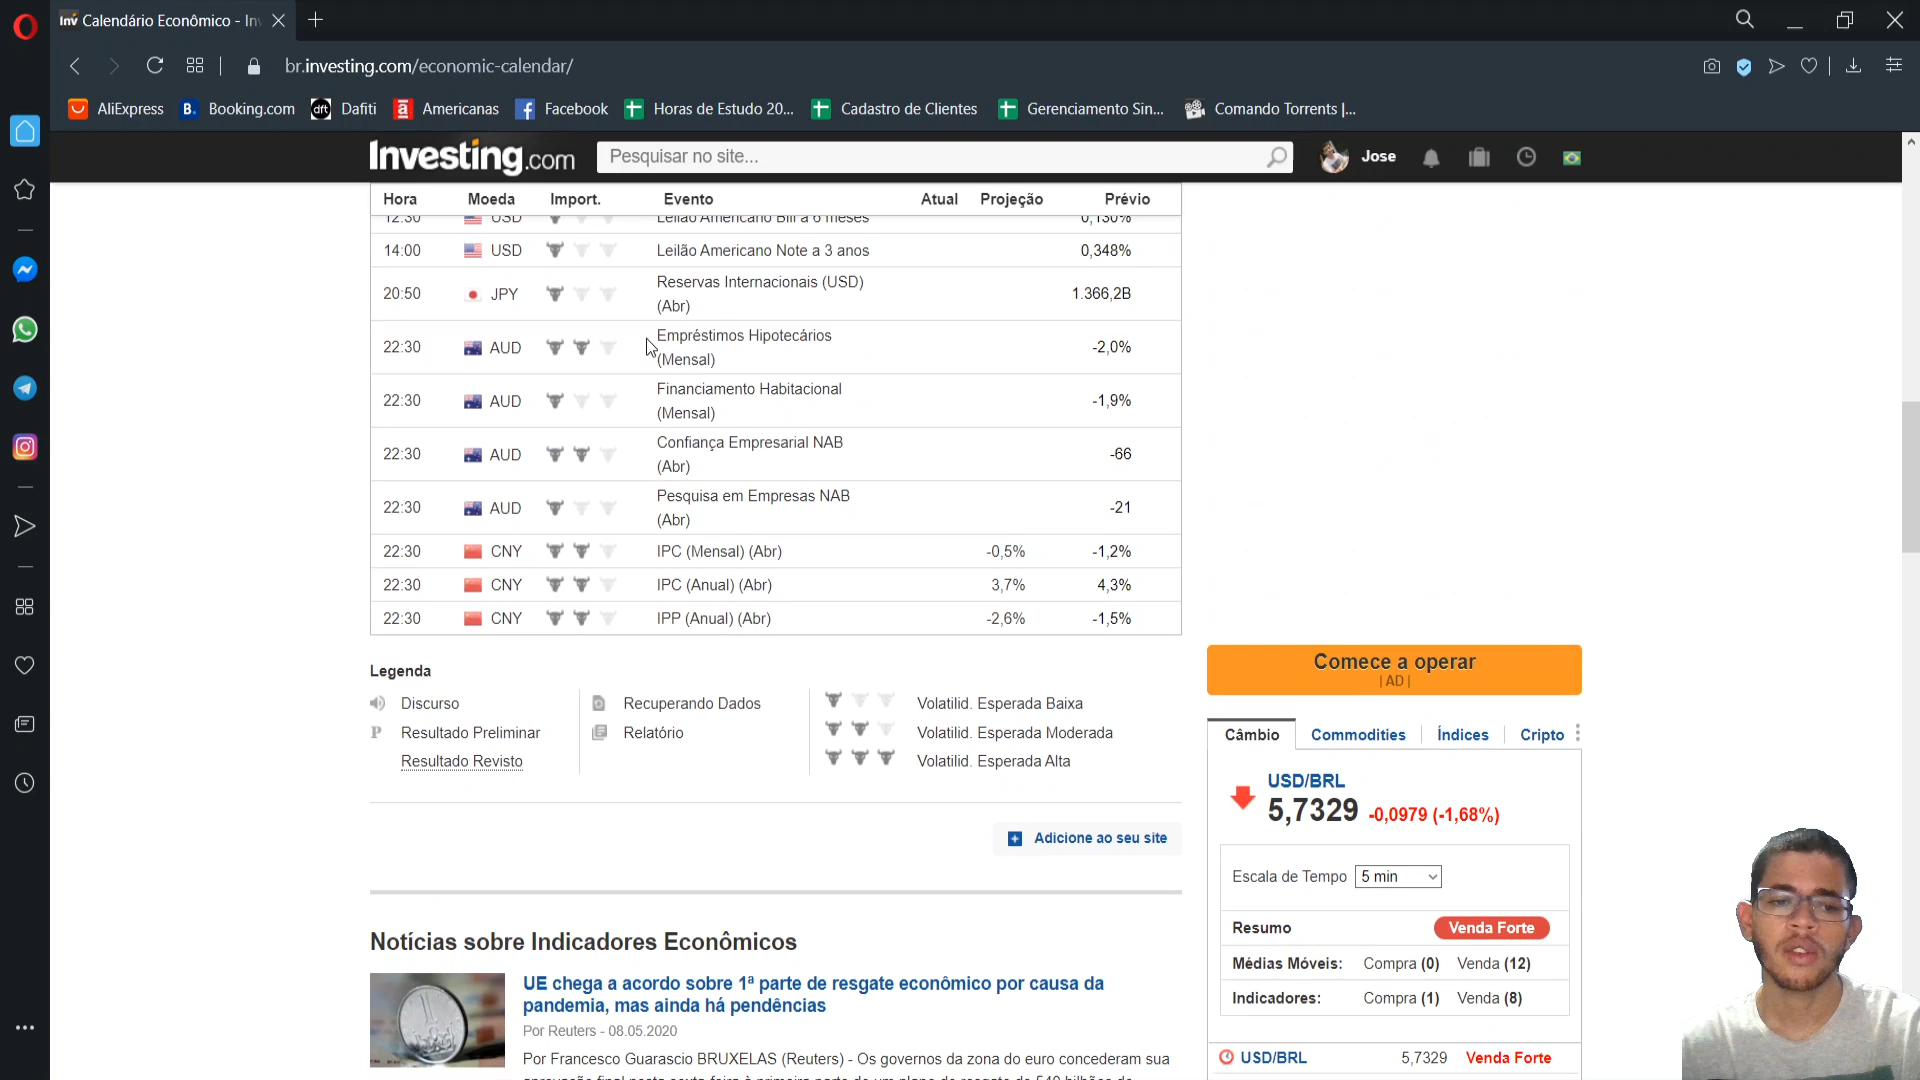 Calendário Econômico - Inv
br.investing.com/economic-calendar/
AliExpress Booking.com Dafiti Americanas Facebook Horas de Estudo 20... Cadastro de Clientes Gerenciamento Sin... Comando Torrents |...
Investing.com Pesquisar no site... Jose
Hora Moeda Import. Evento Atual Projeção Prévio
12:30 USD Leilão Americano Bill a 6 meses 0,130%
14:00 USD Leilão Americano Note a 3 anos 0,348%
20:50 JPY Reservas Internacionais (USD) (Abr) 1.366,2B
22:30 AUD Empréstimos Hipotecários (Mensal) -2,0%
22:30 AUD Financiamento Habitacional (Mensal) -1,9%
22:30 AUD Confiança Empresarial NAB (Abr) -66
22:30 AUD Pesquisa em Empresas NAB (Abr) -21
22:30 CNY IPC (Mensal) (Abr) -0,5% -1,2%
22:30 CNY IPC (Anual) (Abr) 3,7% 4,3%
22:30 CNY IPP (Anual) (Abr) -2,6% -1,5%
Legenda
Discurso Recuperando Dados Volatilid. Esperada Baixa
P Resultado Preliminar Relatório Volatilid. Esperada Moderada
Resultado Revisto Volatilid. Esperada Alta
Adicione ao seu site
Notícias sobre Indicadores Econômicos
UE chega a acordo sobre 1ª parte de resgate econômico por causa da
pandemia, mas ainda há pendências
Por Reuters - 08.05.2020
Por Francesco Guarascio BRUXELAS (Reuters) - Os governos da zona do euro concederam sua
Comece a operar
| AD |
Câmbio Commodities Índices Cripto
USD/BRL
5,7329 -0,0979 (-1,68%)
Escala de Tempo 5 min
Resumo Venda Forte
Médias Móveis: Compra (0) Venda (12)
Indicadores: Compra (1) Venda (8)
USD/BRL 5,7329 Venda Forte